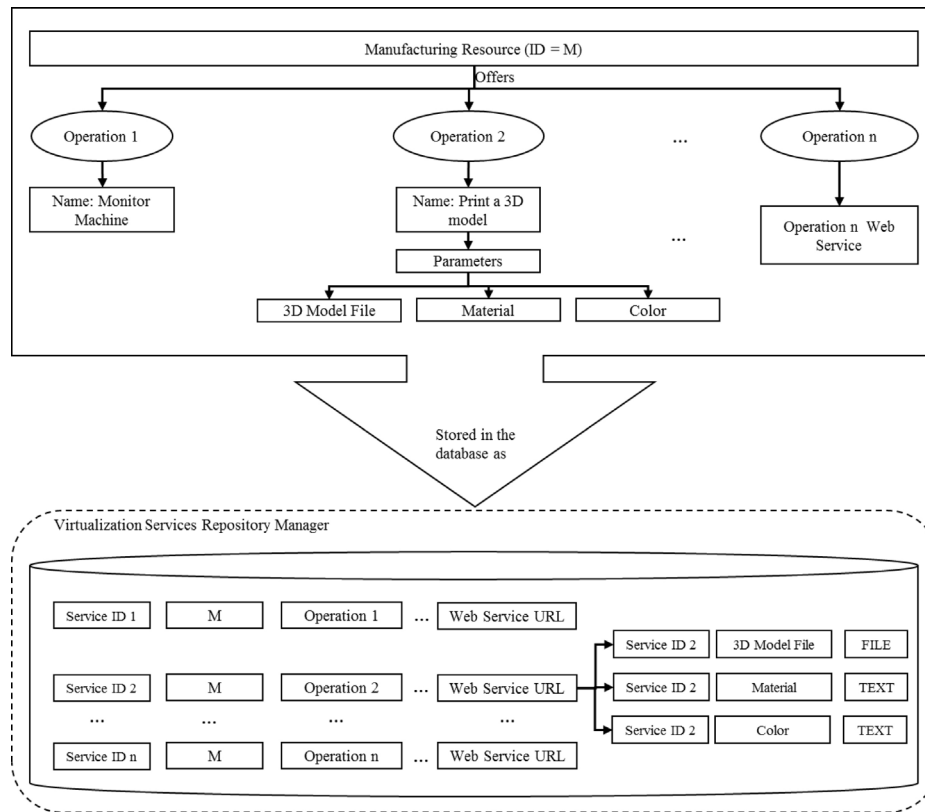 Manufacturing Resource (ID = M)
Offers
Operation 1
Operation 2
...
Operation n
Name: Monitor
Machine
Name: Print a 3D
model
...
Operation n Web
Service
Parameters
3D Model File
Material
Color
Stored in the
database as
Virtualization Services Repository Manager
Service ID 1
M
Operation 1
...
Web Service URL
Service ID 2
3D Model File
FILE
Service ID 2
M
Operation 2
...
Web Service URL
Service ID 2
Material
TEXT
...
...
...
...
Service ID 2
Color
TEXT
Service ID n
M
Operation n
...
Web Service URL